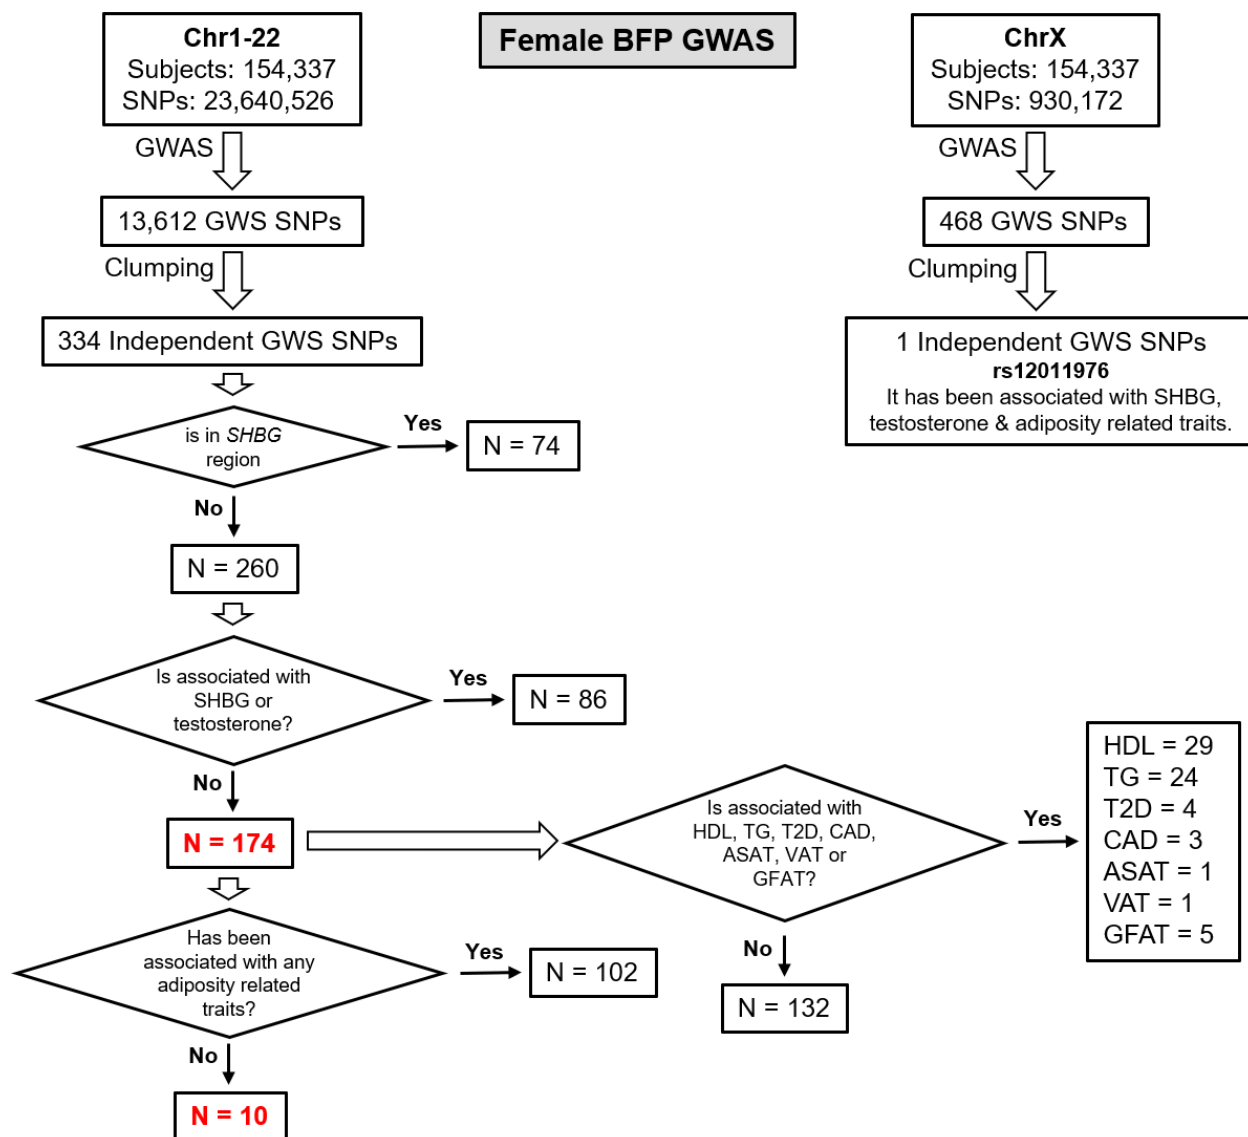 Female BFP GWAS
Chr1-22
Subjects: 154,337
SNPs: 23,640,526
GWAS
13,612 GWS SNPs
Clumping
334 Independent GWS SNPs
is in SHBG
region
Yes
N = 74
No
N = 260
Is associated with
SHBG or
testosterone?
Yes
N = 86
No
N = 174
Has been
associated with any
adiposity related
traits?
Yes
N = 102
No
N = 10
Is associated with
HDL, TG, T2D, CAD,
ASAT, VAT or
GFAT?
Yes
HDL = 29
TG = 24
T2D = 4
CAD = 3
ASAT = 1
VAT = 1
GFAT = 5
No
N = 132
ChrX
Subjects: 154,337
SNPs: 930,172
GWAS
468 GWS SNPs
Clumping
1 Independent GWS SNPs
rs12011976
It has been associated with SHBG,
testosterone & adiposity related traits.